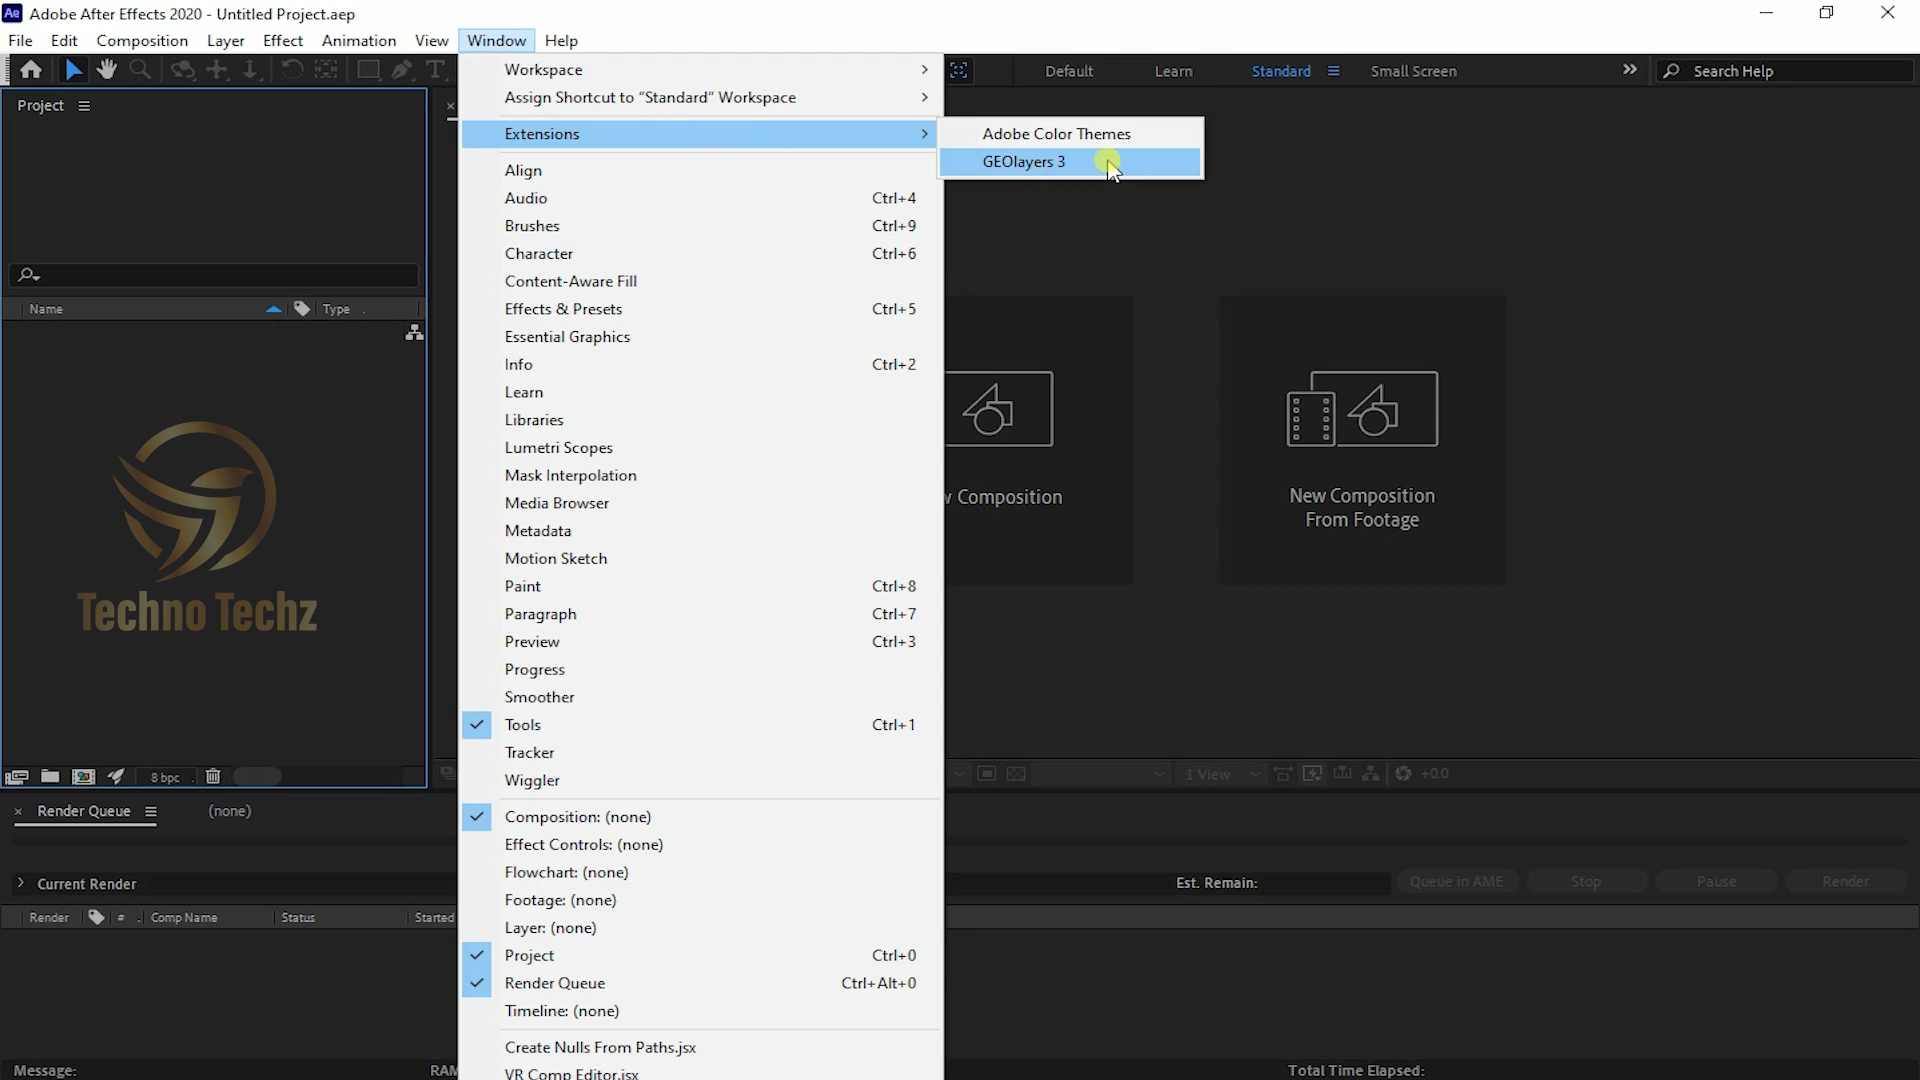 Ae Adobe After Effects 2020 - Untitled Project.aep
File Edit Composition Layer Effect Animation View Window Help
Default Learn Standard Small Screen Search Help
Project
Name Type
8 bpc
Techno Techz
Workspace
Assign Shortcut to "Standard" Workspace
Extensions
Adobe Color Themes
GEOlayers 3
Align
Audio Ctrl+4
Brushes Ctrl+9
Character Ctrl+6
Content-Aware Fill
Effects & Presets Ctrl+5
Essential Graphics
Info Ctrl+2
Learn
Libraries
Lumetri Scopes
Mask Interpolation
Media Browser
Metadata
Motion Sketch
Paint Ctrl+8
Paragraph Ctrl+7
Preview Ctrl+3
Progress
Smoother
Tools Ctrl+1
Tracker
Wiggler
Composition: (none)
Effect Controls: (none)
Flowchart: (none)
Footage: (none)
Layer: (none)
Project Ctrl+0
Render Queue Ctrl+Alt+0
Timeline: (none)
Create Nulls From Paths.jsx
VR Comp Editor.jsx
Composition
New Composition
From Footage
1 View +0.0
Render Queue (none)
Current Render Est. Remain: Queue in AME Stop Pause Render
Render # Comp Name Status Started
Message: RAM Total Time Elapsed: